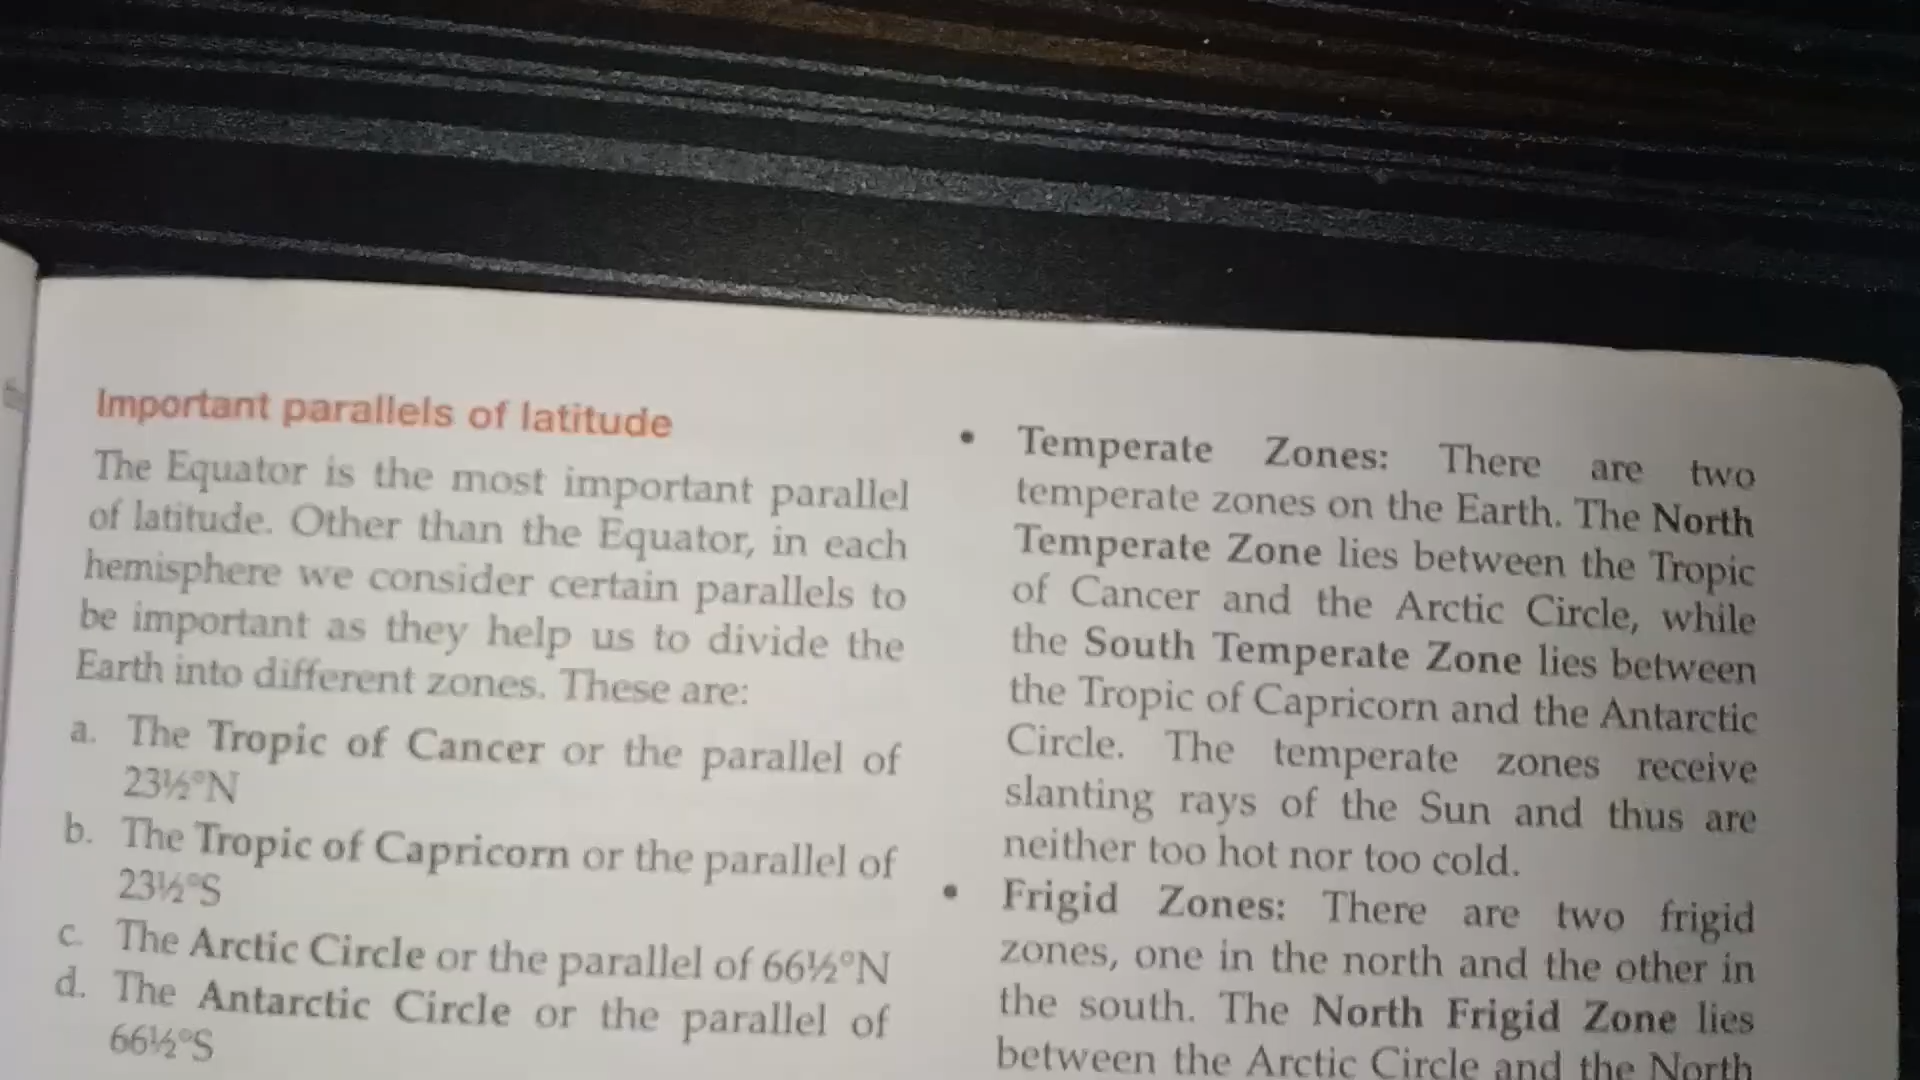 Important parallels of latitude
The Equator is the most important parallel
of latitude. Other than the Equator, in each
hemisphere we consider certain parallels to
be important as they help us to divide the
Earth into different zones. These are:
a. The Tropic of Cancer or the parallel of
23½°N
b. The Tropic of Capricorn or the parallel of
23½°S
c. The Arctic Circle or the parallel of 66½°N
d. The Antarctic Circle or the parallel of
66½°S
• Temperate Zones: There are two
temperate zones on the Earth. The North
Temperate Zone lies between the Tropic
of Cancer and the Arctic Circle, while
the South Temperate Zone lies between
the Tropic of Capricorn and the Antarctic
Circle. The temperate zones receive
slanting rays of the Sun and thus are
neither too hot nor too cold.
• Frigid Zones: There are two frigid
zones, one in the north and the other in
the south. The North Frigid Zone lies
between the Arctic Circle and the North